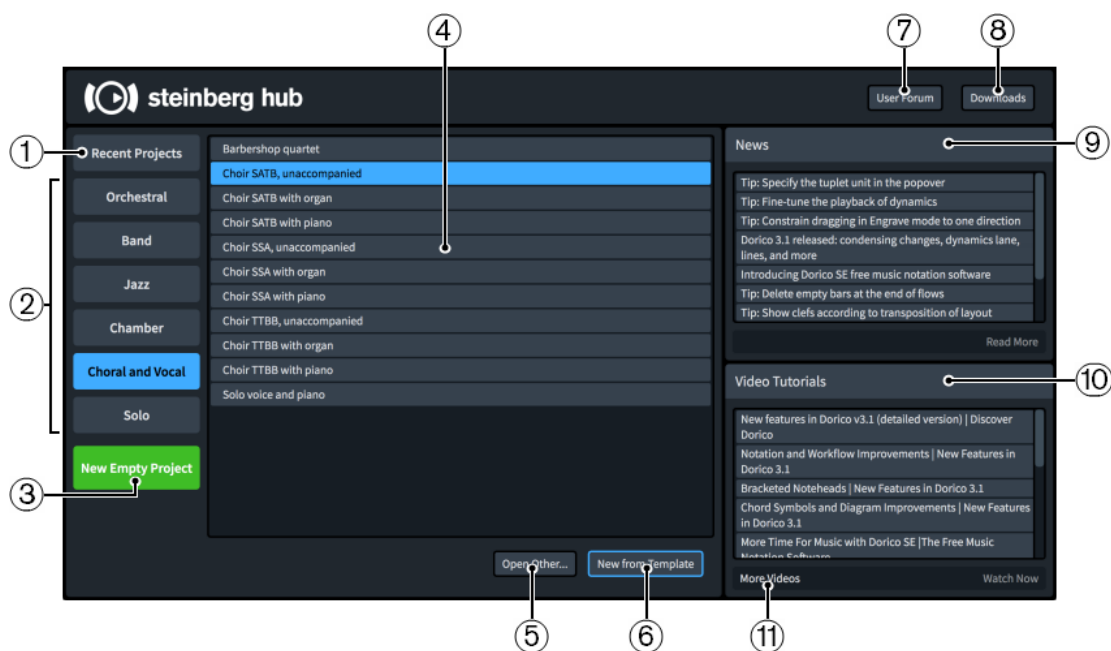 ④
⑦
⑧
steinberg hub
User Forum
Downloads
①
Recent Projects
②
Orchestral
Band
Jazz
Chamber
Choral and Vocal
Solo
③
New Empty Project
Barbershop quartet
Choir SATB, unaccompanied
Choir SATB with organ
Choir SATB with piano
Choir SSA, unaccompanied
Choir SSA with organ
Choir SSA with piano
Choir TTBB, unaccompanied
Choir TTBB with organ
Choir TTBB with piano
Solo voice and piano
Open Other...
New from Template
⑤
⑥
News
⑨
Tip: Specify the tuplet unit in the popover
Tip: Fine-tune the playback of dynamics
Tip: Constrain dragging in Engrave mode to one direction
Dorico 3.1 released: condensing changes, dynamics lane,
lines, and more
Introducing Dorico SE free music notation software
Tip: Delete empty bars at the end of flows
Tip: Show clefs according to transposition of layout
Read More
Video Tutorials
⑩
New features in Dorico v3.1 (detailed version) | Discover
Dorico
Notation and Workflow Improvements | New Features in
Dorico 3.1
Bracketed Noteheads | New Features in Dorico 3.1
Chord Symbols and Diagram Improvements | New Features
in Dorico 3.1
More Time For Music with Dorico SE |The Free Music
Notation Software
More Videos
Watch Now
⑪